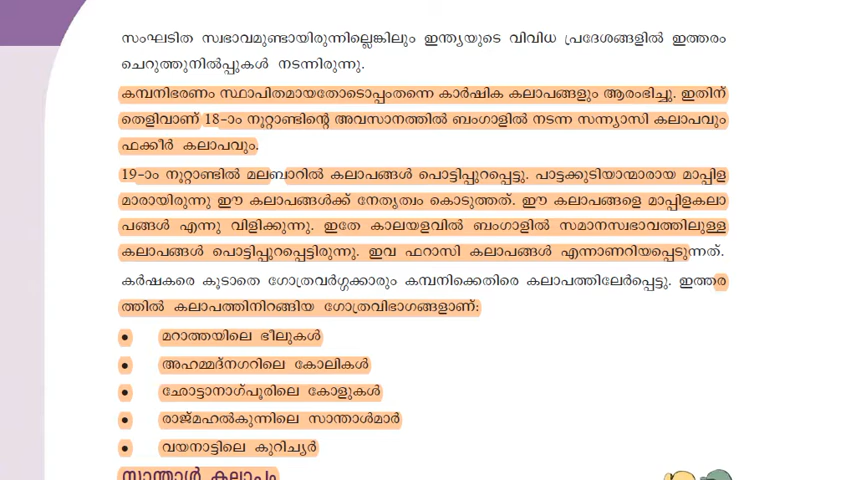 സംഘടിത സ്വഭാവമുണ്ടായിരുന്നില്ലെങ്കിലും ഇന്ത്യയുടെ വിവിധ പ്രദേശങ്ങളിൽ ഇത്തരം
ചെറുത്തുനിൽപ്പുകൾ നടന്നിരുന്നു.
കമ്പനിഭരണം സ്ഥാപിതമായതോടൊപ്പംതന്നെ കാർഷിക കലാപങ്ങളും ആരംഭിച്ചു. ഇതിന്
തെളിവാണ് 18-ാം നൂറ്റാണ്ടിന്റെ അവസാനത്തിൽ ബംഗാളിൽ നടന്ന സന്ന്യാസി കലാപവും
ഫക്കീർ കലാപവും.
19-ാം നൂറ്റാണ്ടിൽ മലബാറിൽ കലാപങ്ങൾ പൊട്ടിപ്പുറപ്പെട്ടു. പാട്ടക്കുടിയാന്മാരായ മാപ്പിള
മാരായിരുന്നു ഈ കലാപങ്ങൾക്ക് നേതൃത്വം കൊടുത്തത്. ഈ കലാപങ്ങളെ മാപ്പിളകലാ
പങ്ങൾ എന്നു വിളിക്കുന്നു. ഇതേ കാലയളവിൽ ബംഗാളിൽ സമാനസ്വഭാവത്തിലുള്ള
കലാപങ്ങൾ പൊട്ടിപ്പുറപ്പെട്ടിരുന്നു. ഇവ ഫറാസി കലാപങ്ങൾ എന്നാണറിയപ്പെടുന്നത്.
കർഷകരെ കൂടാതെ ഗോത്രവർഗ്ഗക്കാരും കമ്പനിക്കെതിരെ കലാപത്തിലേർപ്പെട്ടു. ഇത്തര
ത്തിൽ കലാപത്തിനിറങ്ങിയ ഗോത്രവിഭാഗങ്ങളാണ്:
• മറാത്തയിലെ ഭീലുകൾ
• അഹമ്മദ്നഗറിലെ കോലികൾ
• ഛോട്ടാനാഗ്പൂരിലെ കോളുകൾ
• രാജ്മഹൽകുന്നിലെ സാന്താൾമാർ
• വയനാട്ടിലെ കുറിച്യർ
സാന്താൾ കലാപം